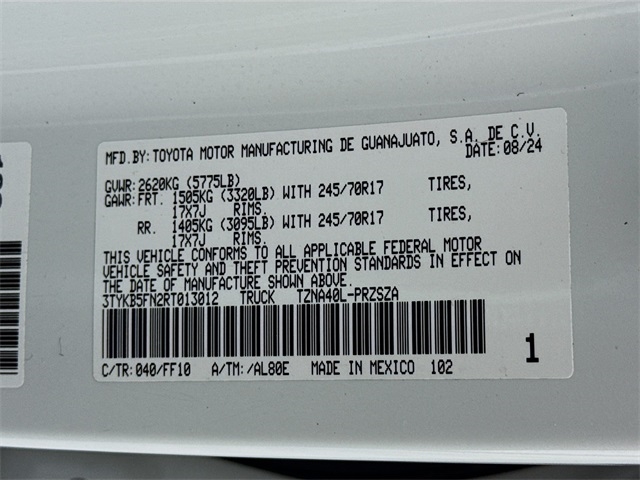 MFD.BY: TOYOTA MOTOR MANUFACTURING DE GUANAJUATO, S.A. DE C.V.
DATE: 08/24
GVWR: 2620KG (5775LB)
GAWR: FRT. 1505KG (3320LB) WITH 245/70R17 TIRES,
17X7J RIMS.
RR. 1405KG (3095LB) WITH 245/70R17 TIRES,
17X7J RIMS.
THIS VEHICLE CONFORMS TO ALL APPLICABLE FEDERAL MOTOR
VEHICLE SAFETY AND THEFT PREVENTION STANDARDS IN EFFECT ON
THE DATE OF MANUFACTURE SHOWN ABOVE.
3TYKB5FN2RT013012 TRUCK TZNA40L-PRZSZA
C/TR: 040/FF10 A/TM: /AL80E MADE IN MEXICO 102
1